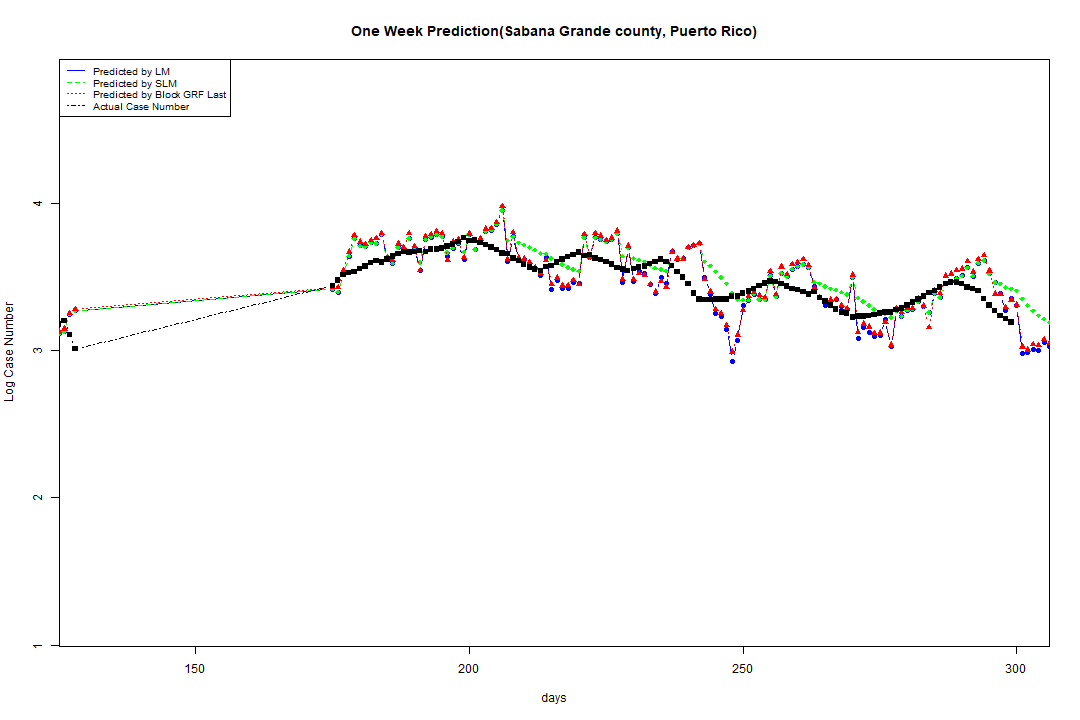 One Week Prediction(Sabana Grande county, Puerto Rico)
Predicted by LM
Predicted by SLM
Predicted by Block GRF Last
Actual Case Number
4
3
2
1
Log Case Number
150 200 250 300
days